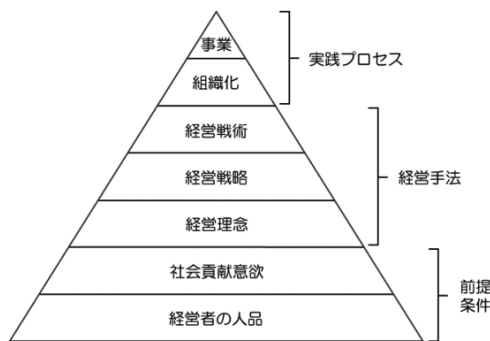 事業
実践プロセス
組織化
経営戦術
経営戦略
経営手法
経営理念
社会貢献意欲
前提
条件
経営者の人品